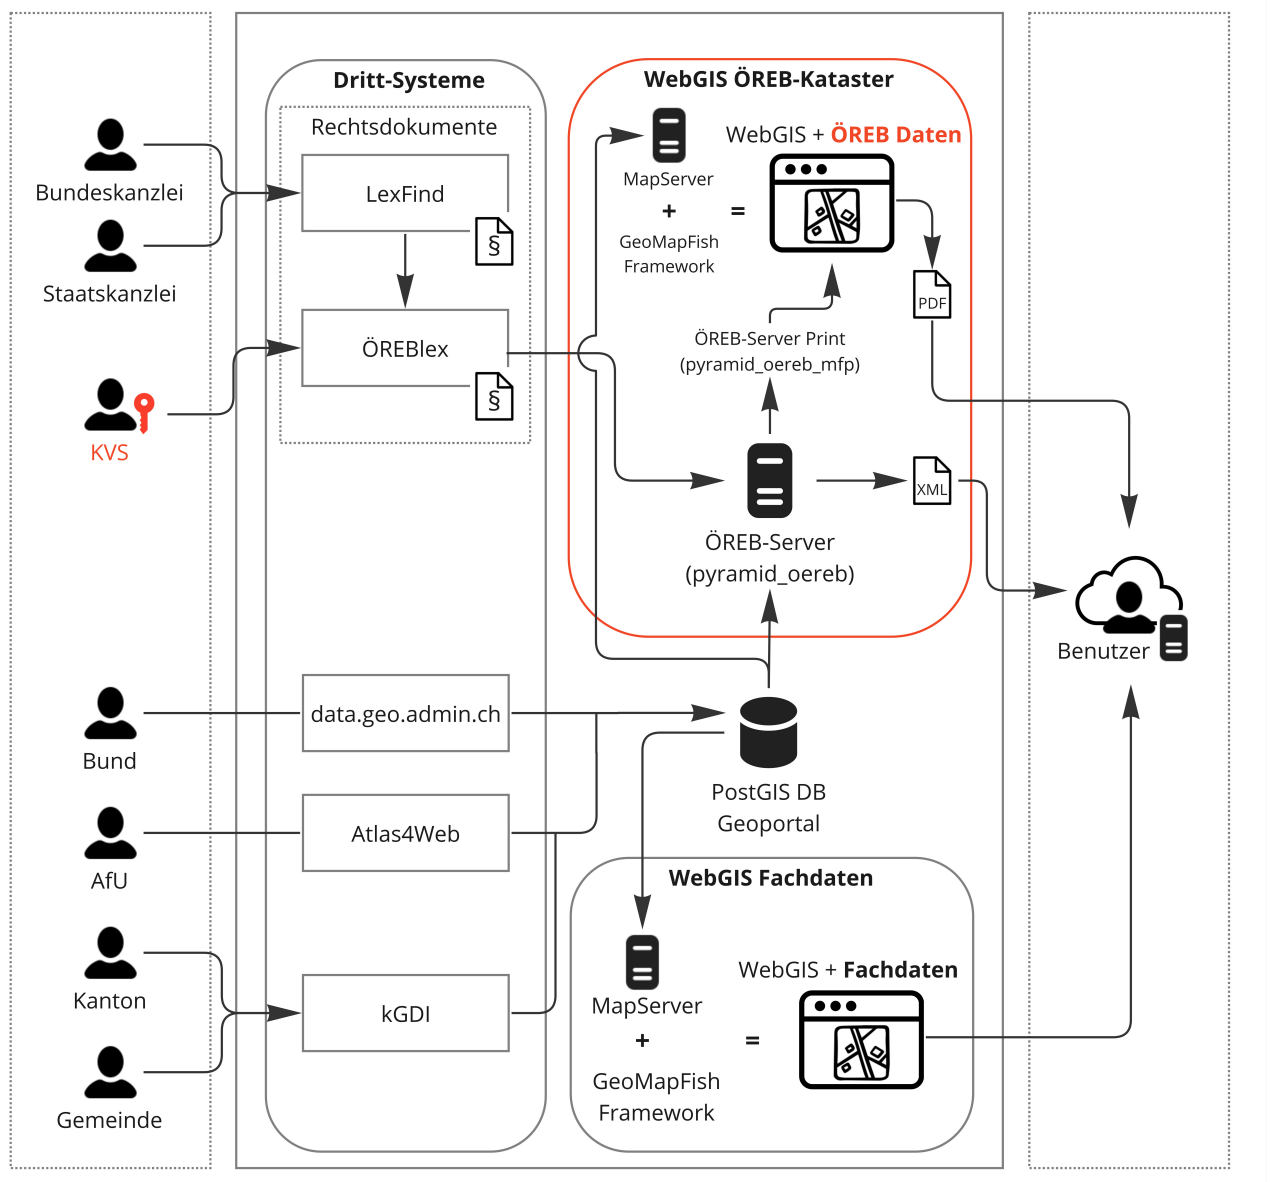 Bundeskanzlei
Staatskanzlei
KVS
Bund
AfU
Kanton
Gemeinde
Dritt-Systeme
Rechtsdokumente
LexFind
§
ÖREBlex
§
data.geo.admin.ch
Atlas4Web
kGDI
WebGIS ÖREB-Kataster
WebGIS + ÖREB Daten
MapServer
+
=
GeoMapFish
Framework
PDF
ÖREB-Server Print
(pyramid_oereb_mfp)
XML
ÖREB-Server
(pyramid_oereb)
PostGIS DB
Geoportal
WebGIS Fachdaten
WebGIS + Fachdaten
MapServer
+
=
GeoMapFish
Framework
Benutzer